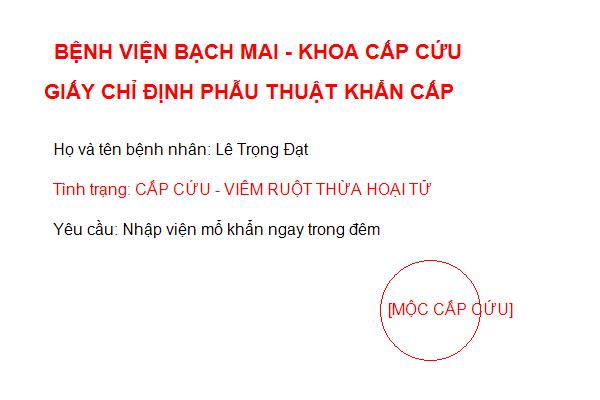 BỆNH VIỆN BẠCH MAI - KHOA CẤP CỨU
GIẤY CHỈ ĐỊNH PHẪU THUẬT KHẨN CẤP
Họ và tên bệnh nhân: Lê Trọng Đạt
Tình trạng: CẤP CỨU - VIÊM RUỘT THỪA HOẠI TỬ
Yêu cầu: Nhập viện mổ khẩn ngay trong đêm
[MỘC CẤP CỨU]